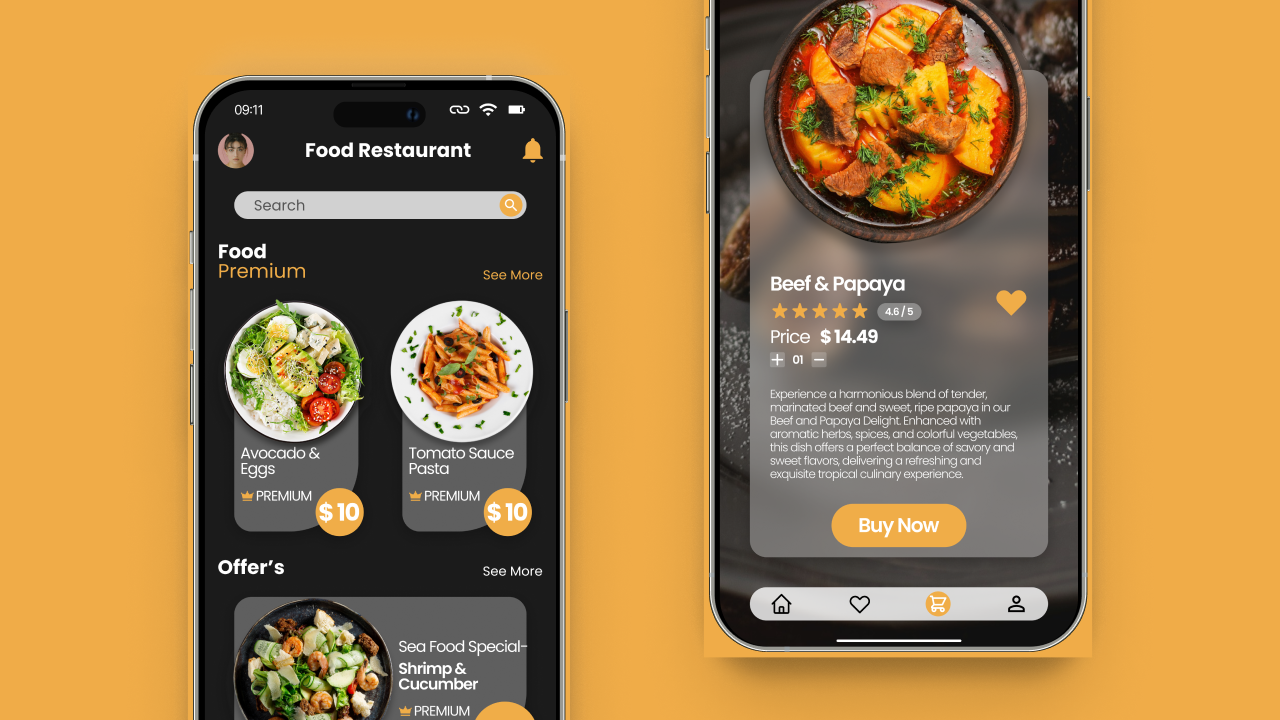 09:11
Food Restaurant
Search
Food
Premium
See More
Avocado &
Eggs
PREMIUM
$ 10
Tomato Sauce
Pasta
PREMIUM
$ 10
Offer’s
See More
Sea Food Special-
Shrimp &
Cucumber
PREMIUM
Beef & Papaya
4.6 / 5
Price $ 14.49
+ 01 −
Experience a harmonious blend of tender,
marinated beef and sweet, ripe papaya in our
Beef and Papaya Delight. Enhanced with
aromatic herbs, spices, and colorful vegetables,
this dish offers a perfect balance of savory and
sweet flavors, delivering a refreshing and
exquisite tropical culinary experience.
Buy Now